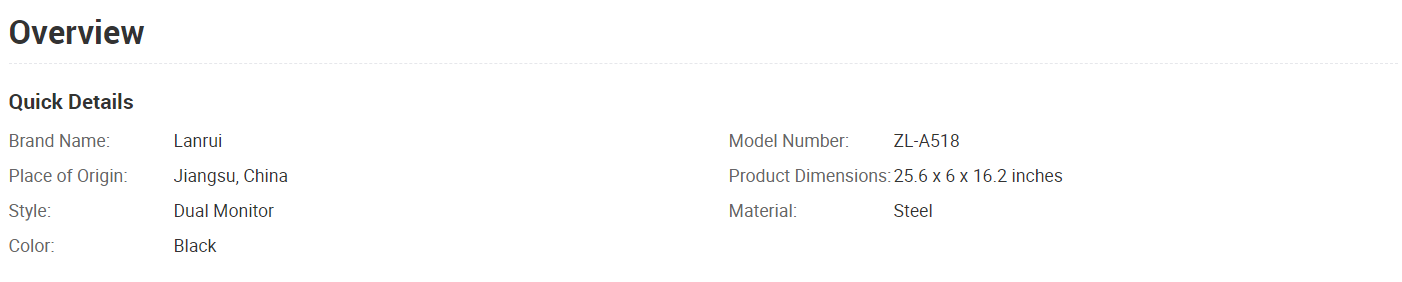 Overview
Quick Details
Brand Name: Lanrui Model Number: ZL-A518
Place of Origin: Jiangsu, China Product Dimensions: 25.6 x 6 x 16.2 inches
Style: Dual Monitor Material: Steel
Color: Black